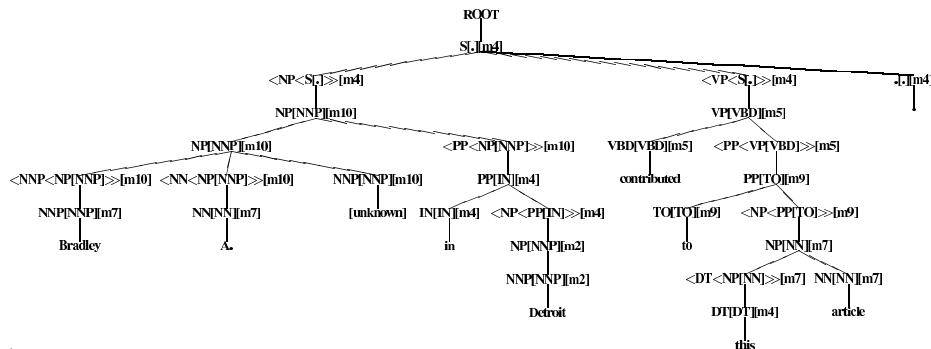 ROOT
S[.][m4]
<NP<S[.]>>[m4] <VP<S[.]>>[m4] .[.][m4]
NP[NNP][m10] VP[VBD][m5] .
NP[NNP][m10] <PP<NP[NNP]>>[m10] VBD[VBD][m5] <PP<VP[VBD]>>[m5]
<NNP<NP[NNP]>>[m10] <NN<NP[NNP]>>[m10] NNP[NNP][m10] PP[IN][m4] contributed PP[TO][m9]
NNP[NNP][m7] NN[NN][m7] [unknown] IN[IN][m4] <NP<PP[IN]>>[m4] TO[TO][m9] <NP<PP[TO]>>[m9]
Bradley A. in NP[NNP][m2] to NP[NN][m7]
NNP[NNP][m2] <DT<NP[NN]>>[m7] NN[NN][m7]
Detroit DT[DT][m4] article
this